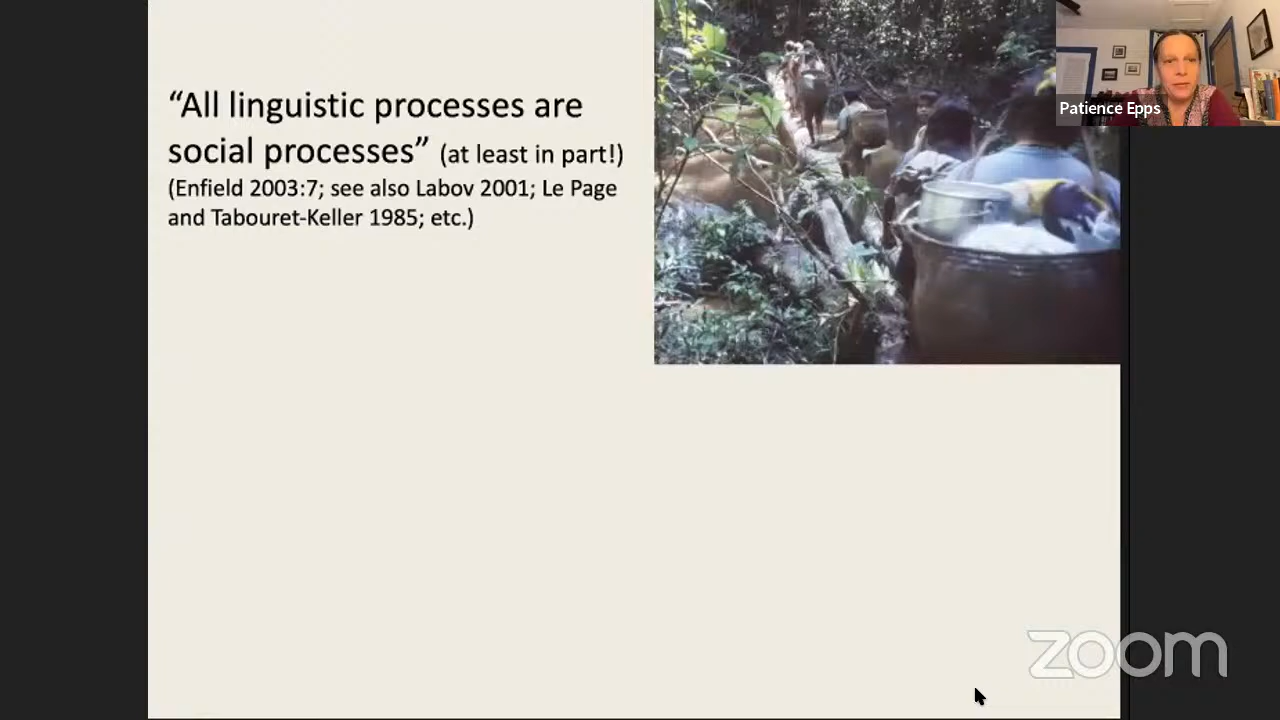 “All linguistic processes are
social processes” (at least in part!)
(Enfield 2003:7; see also Labov 2001; Le Page
and Tabouret-Keller 1985; etc.)
Patience Epps
zoom